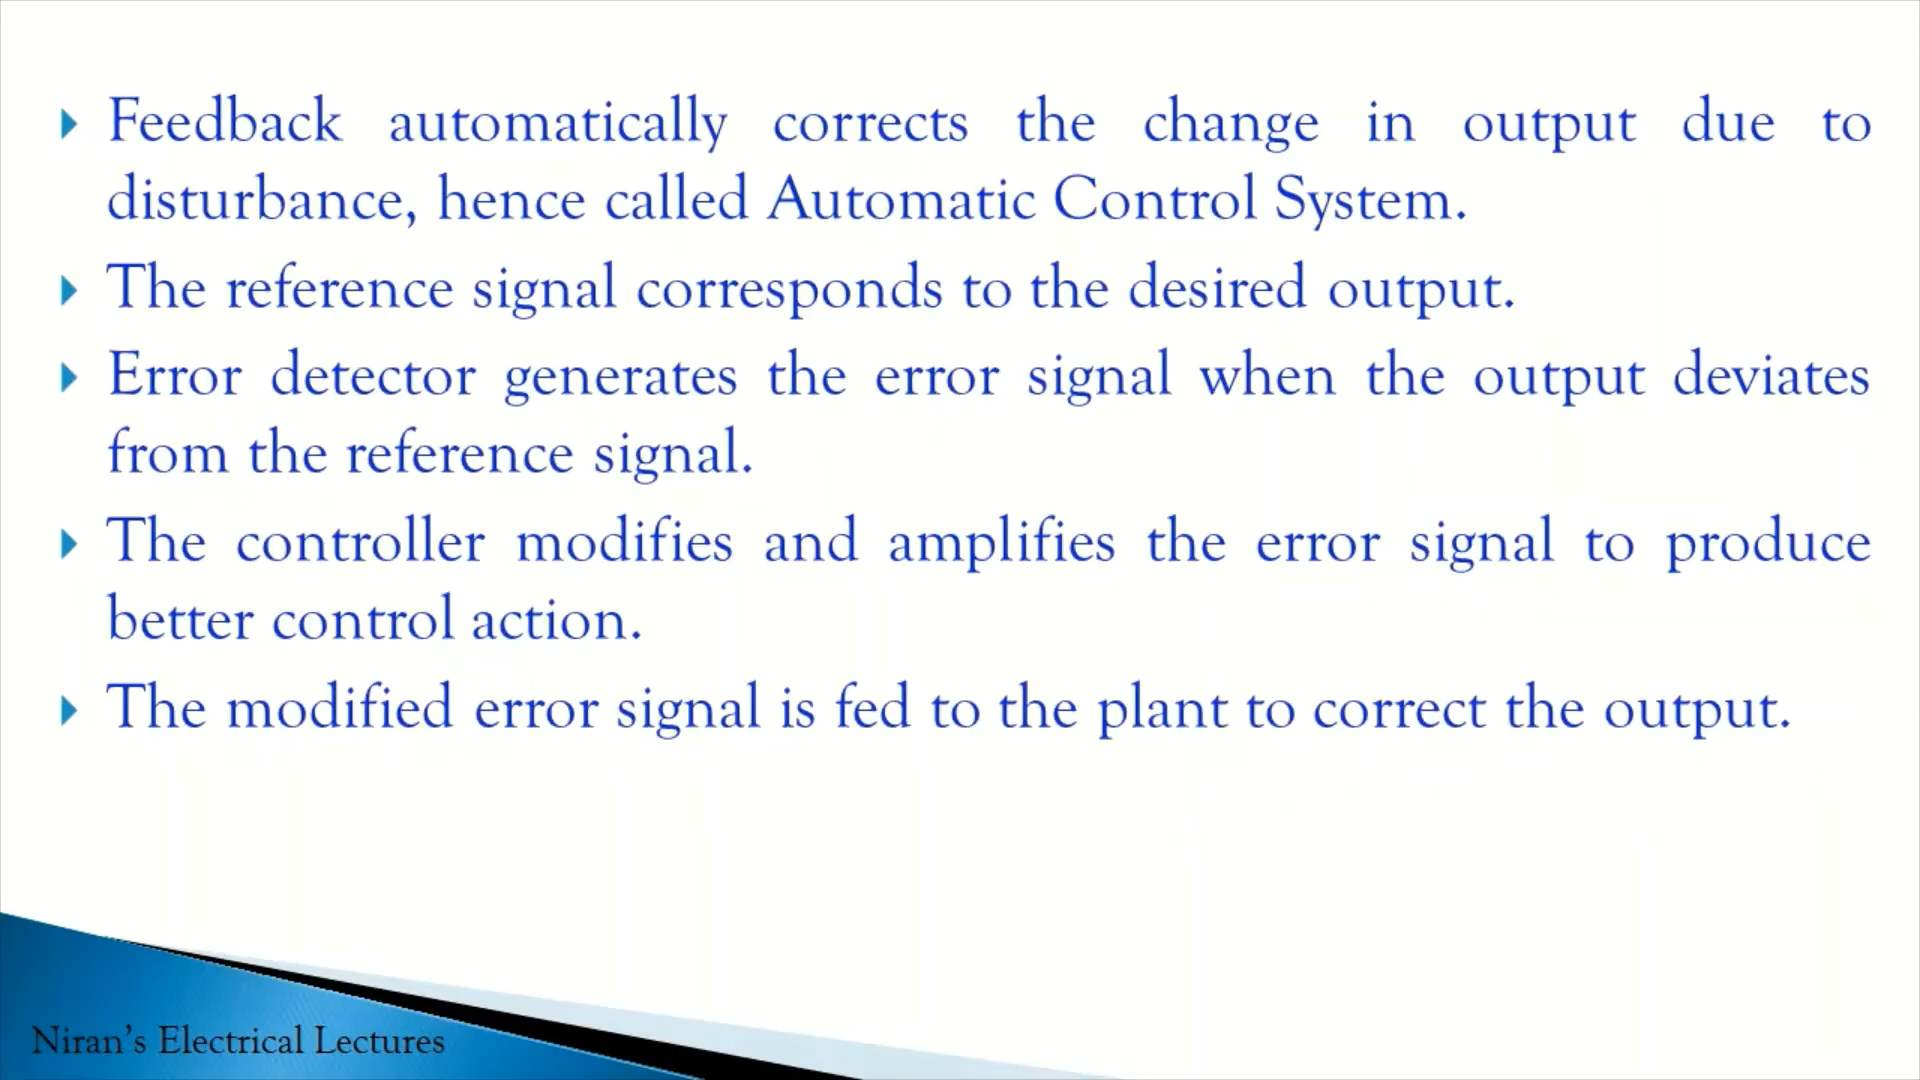 Feedback automatically corrects the change in output due to
disturbance, hence called Automatic Control System.
The reference signal corresponds to the desired output.
Error detector generates the error signal when the output deviates
from the reference signal.
The controller modifies and amplifies the error signal to produce
better control action.
The modified error signal is fed to the plant to correct the output.
Niran's Electrical Lectures